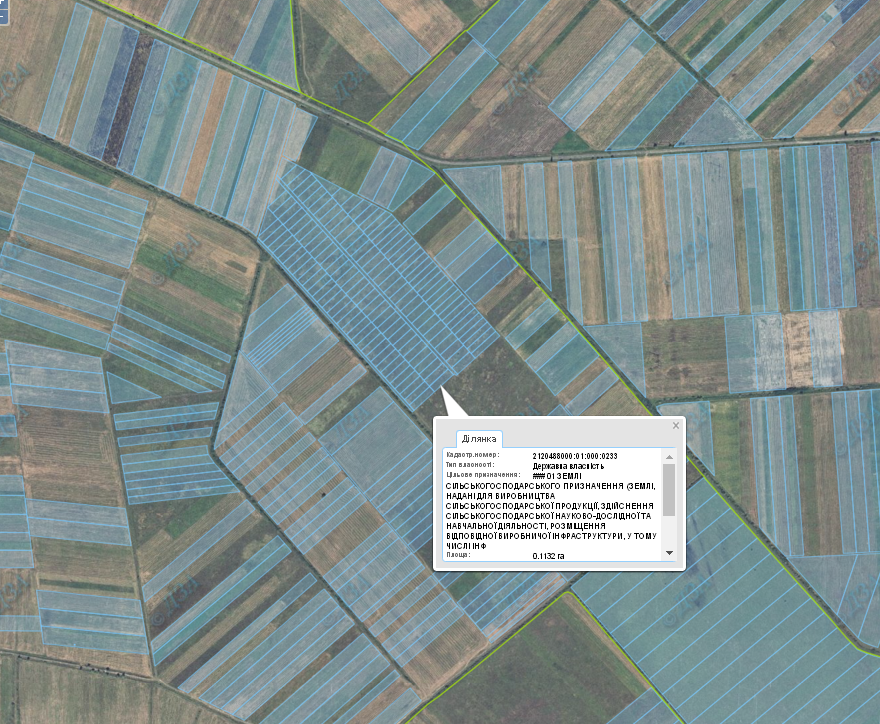 Ділянка
Кадастр.номер: 2120488000:01:000:0233
Тип власності: Державна власність
Цільове призначення: ### 01 ЗЕМЛІ
СІЛЬСЬКОГОСПОДАРСЬКОГО ПРИЗНАЧЕННЯ (ЗЕМЛІ,
НАДАНІ ДЛЯ ВИРОБНИЦТВА
СІЛЬСЬКОГОСПОДАРСЬКОЇ ПРОДУКЦІЇ, ЗДІЙСНЕННЯ
СІЛЬСЬКОГОСПОДАРСЬКОЇ НАУКОВО-ДОСЛІДНОЇ ТА
НАВЧАЛЬНОЇ ДІЯЛЬНОСТІ, РОЗМІЩЕННЯ
ВІДПОВІДНОЇ ВИРОБНИЧОЇ ІНФРАСТРУКТУРИ, У ТОМУ
ЧИСЛІ ІНФ
Площа: 0.1132 га